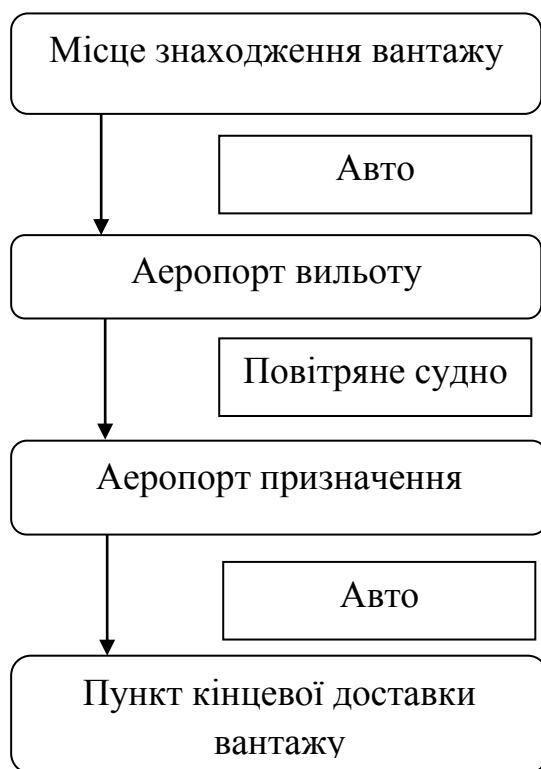 Місце знаходження вантажу
Авто
Аеропорт вильоту
Повітряне судно
Аеропорт призначення
Авто
Пункт кінцевої доставки
вантажу